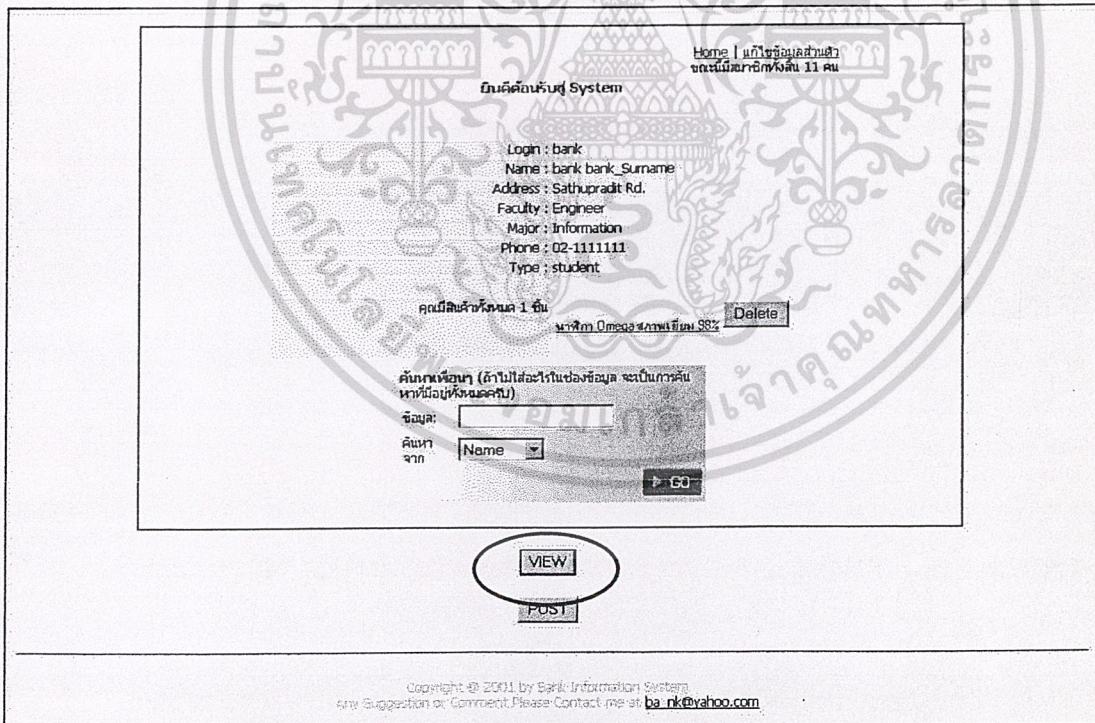 Home | แก้ไขข้อมูลส่วนตัว
ขณะนี้มีสมาชิกทั้งสิ้น 11 คน
ยินดีต้อนรับสู่ System
Login : bank
Name : bank bank_Surname
Address : Sathupradit Rd.
Faculty : Engineer
Major : Information
Phone : 02-1111111
Type : student
คุณมีสินค้าทั้งหมด 1 ชิ้น
นาฬิกา Omega สภาพเยี่ยม 98% Delete
ค้นหาเพื่อนๆ (ถ้าไม่ใส่อะไรในช่องข้อมูล จะเป็นการค้น
หาที่มีอยู่ทั้งหมดครับ)
ข้อมูล:
ค้นหา
จาก Name
GO
VIEW
POST
Copyright © 2001 by Bank Information System
Any Suggestion or Comment Please Contact me at ba_nk@yahoo.com